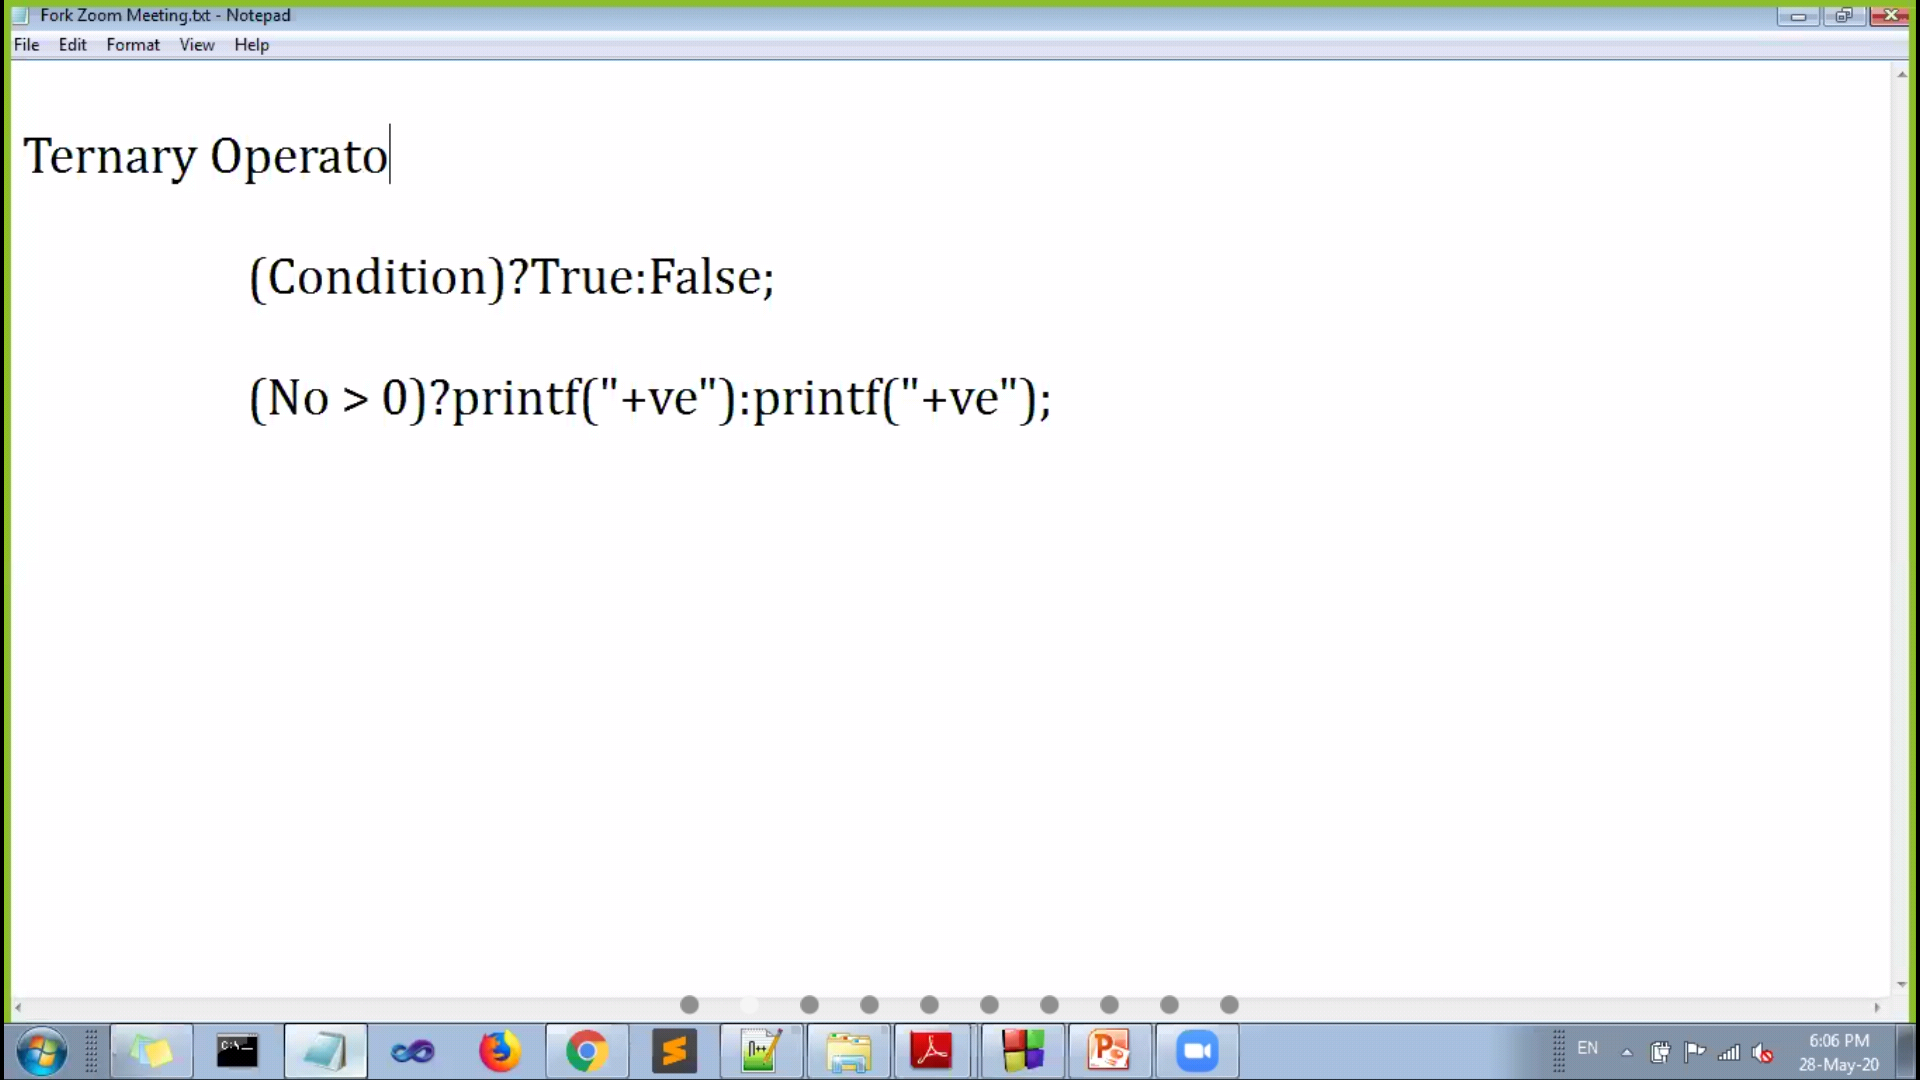 Fork Zoom Meeting.txt - Notepad
File Edit Format View Help
Ternary Operato
(Condition)?True:False;
(No > 0)?printf("+ve"):printf("+ve");
EN
6:06 PM
28-May-20